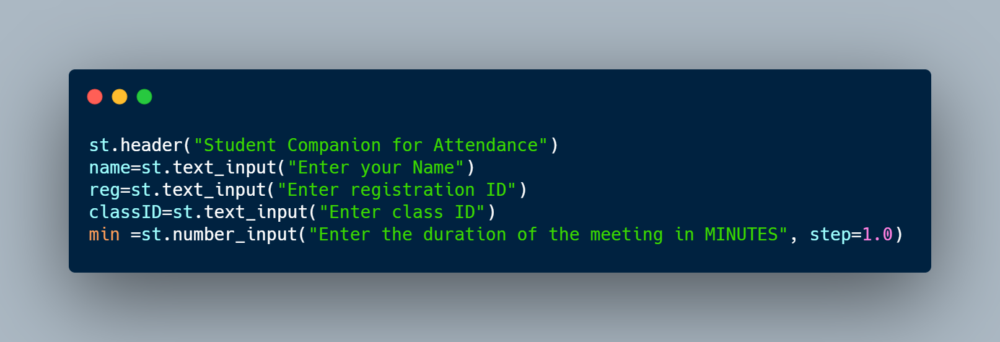 st.header("Student Companion for Attendance")
name=st.text_input("Enter your Name")
reg=st.text_input("Enter registration ID")
classID=st.text_input("Enter class ID")
min =st.number_input("Enter the duration of the meeting in MINUTES", step=1.0)